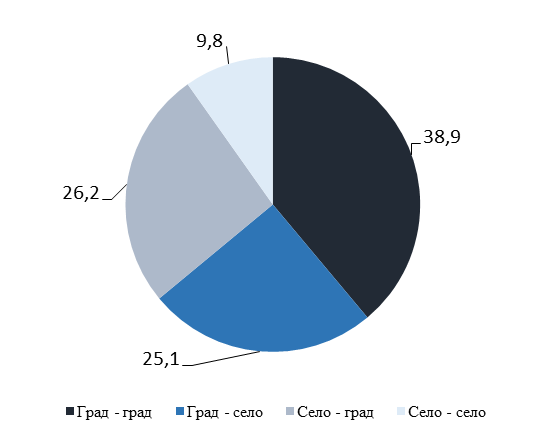 9,8
38,9
26,2
25,1
Град - град Град - село Село - град Село - село